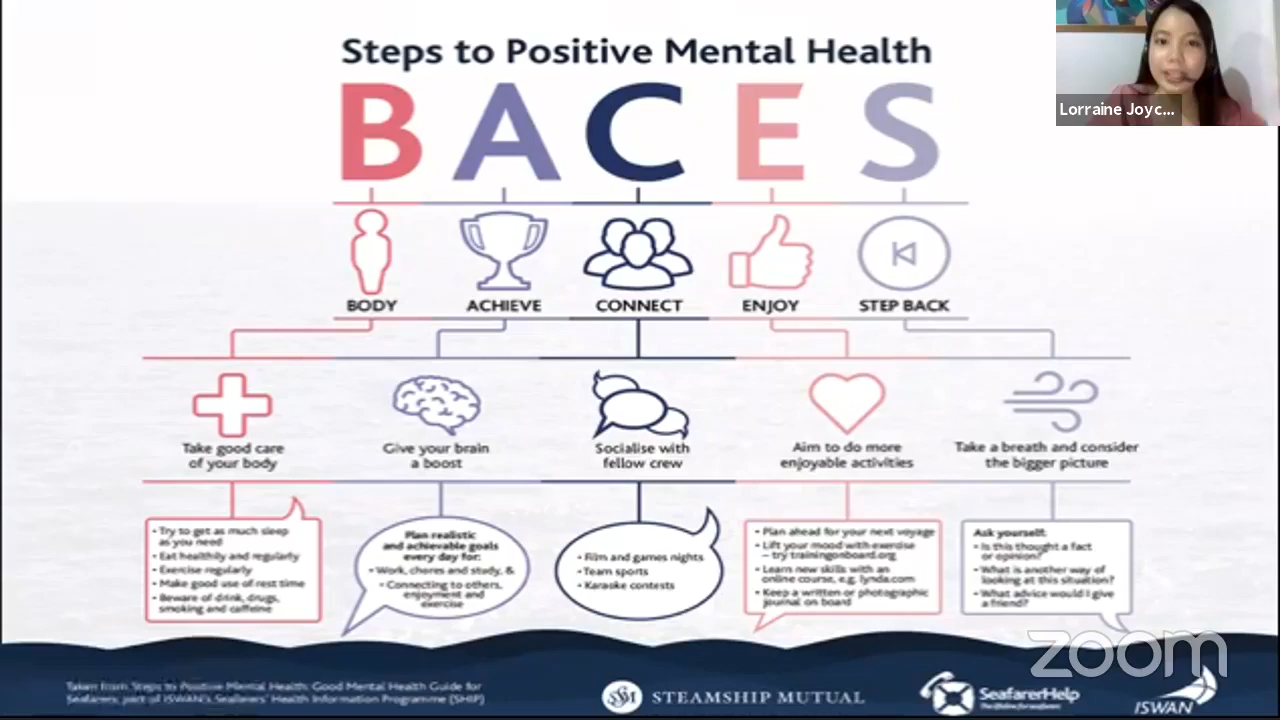 Steps to Positive Mental Health
Lorraine Joyc...
BACES
BODY
ACHIEVE
CONNECT
ENJOY
STEP BACK
Take good care
of your body
Give your brain
a boost
Socialise with
fellow crew
Aim to do more
enjoyable activities
Take a breath and consider
the bigger picture
• Try to get as much sleep
as you need
• Eat healthily and regularly
• Exercise regularly
• Make good use of rest time
• Beware of drink, drugs,
smoking and caffeine
Plan realistic
and achievable goals
every day for:
• Work, chores and study, &
• Connecting to others,
enjoyment and
exercise
• Film and games nights
• Team sports
• Karaoke contests
• Plan ahead for your next voyage
• Lift your mood with exercise
– try trainingonboard.org
• Learn new skills with an
online course, e.g. lynda.com
• Keep a written or photographic
journal on board
Ask yourself:
• Is this thought a fact
or opinion?
• What is another way of
looking at this situation?
• What advice would I give
a friend?
zoom
Taken from Steps to Positive Mental Health: Good Mental Health Guide for
Seafarers, part of ISWAN's Seafarers' Health Information Programme (SHIP)
SSM
STEAMSHIP MUTUAL
SeafarerHelp
The lifeline for seafarers
ISWAN